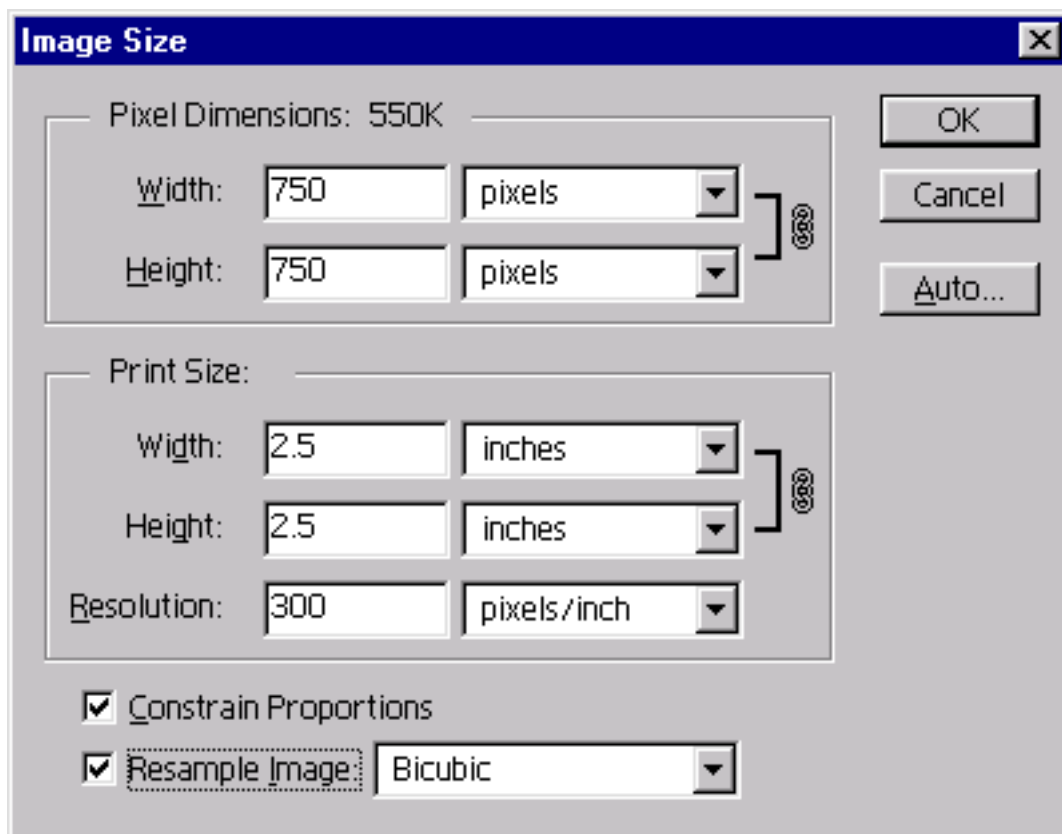 Image Size
Pixel Dimensions: 550K
OK
Width: 750 pixels
Cancel
Height: 750 pixels
Auto...
Print Size:
Width: 2.5 inches
Height: 2.5 inches
Resolution: 300 pixels/inch
Constrain Proportions
Resample Image: Bicubic